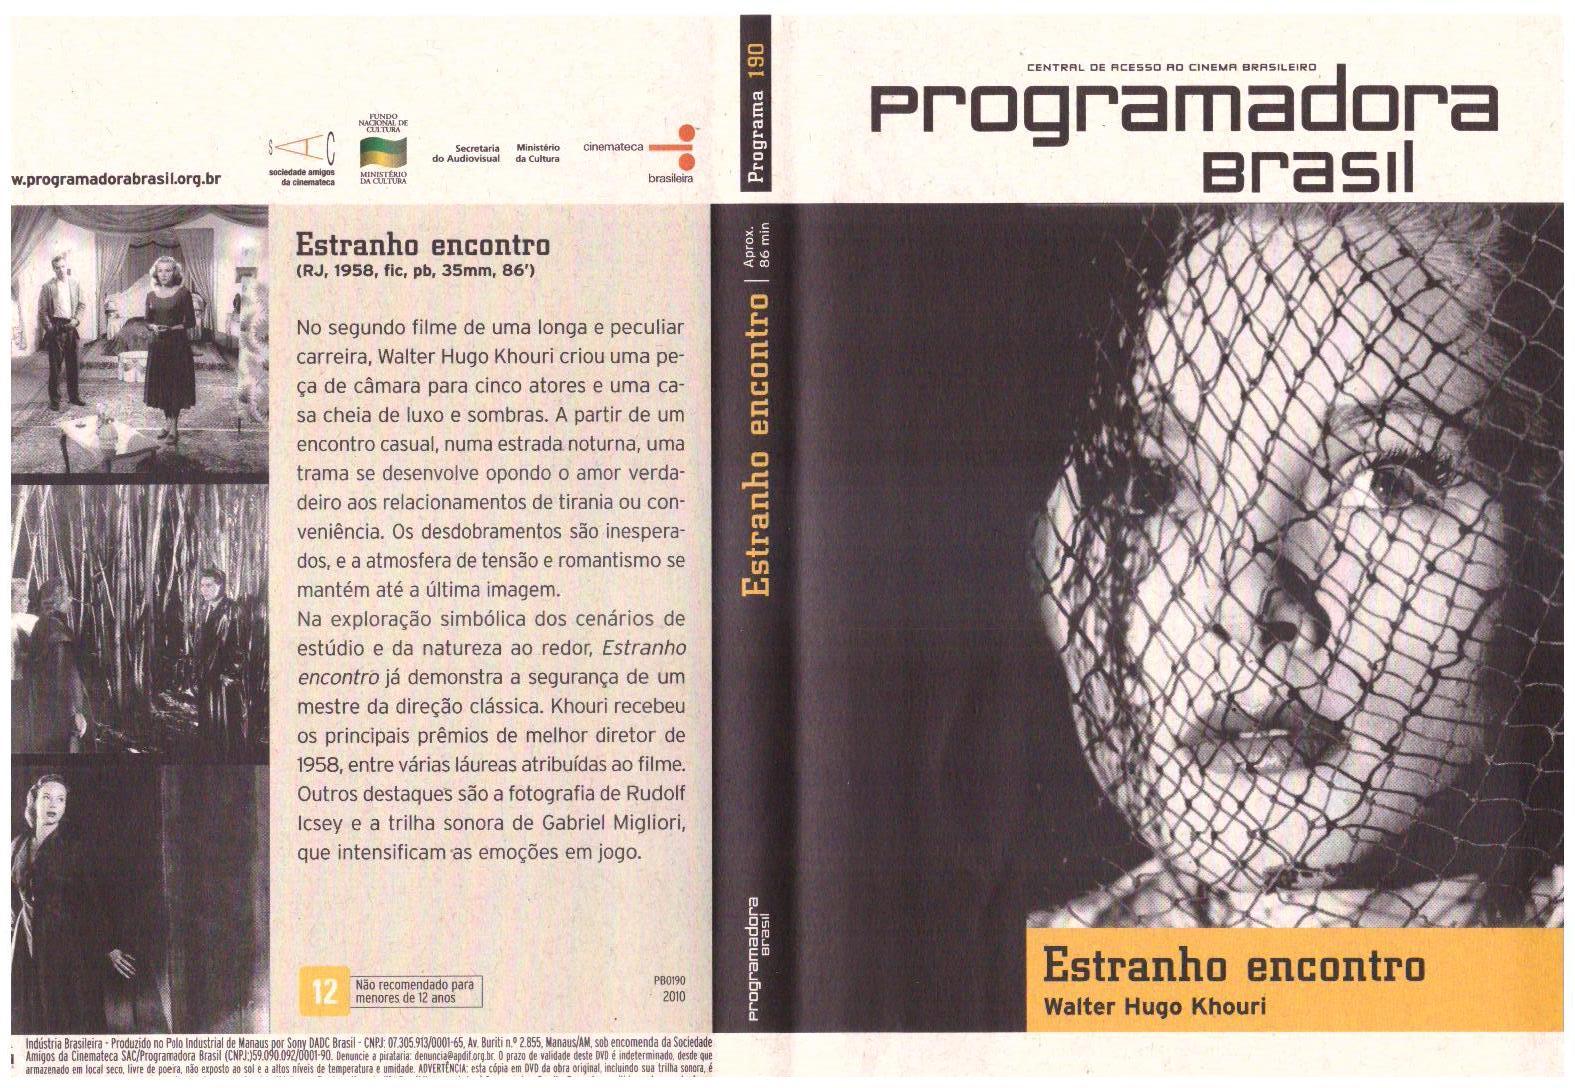 w.programadorabrasil.org.br
SAC
sociedade amigos
da cinemateca
FUNDO
NACIONAL DE
CULTURA
MINISTÉRIO
DA CULTURA
Secretaria
do Audiovisual
Ministério
da Cultura
cinemateca
brasileira
Estranho encontro
(RJ, 1958, fic, pb, 35mm, 86')
No segundo filme de uma longa e peculiar
carreira, Walter Hugo Khouri criou uma pe-
ça de câmara para cinco atores e uma ca-
sa cheia de luxo e sombras. A partir de um
encontro casual, numa estrada noturna, uma
trama se desenvolve opondo o amor verda-
deiro aos relacionamentos de tirania ou con-
veniência. Os desdobramentos são inespera-
dos, e a atmosfera de tensão e romantismo se
mantém até a última imagem.
Na exploração simbólica dos cenários de
estúdio e da natureza ao redor, Estranho
encontro já demonstra a segurança de um
mestre da direção clássica. Khouri recebeu
os principais prêmios de melhor diretor de
1958, entre várias láureas atribuídas ao filme.
Outros destaques são a fotografia de Rudolf
Icsey e a trilha sonora de Gabriel Migliori,
que intensificam as emoções em jogo.
12
Não recomendado para
menores de 12 anos
PB0190
2010
Indústria Brasileira - Produzido no Polo Industrial de Manaus por Sony DADC Brasil - CNPJ: 07.305.913/0001-65, Av. Buriti n.º 2.855, Manaus/AM, sob encomenda da Sociedade
Amigos da Cinemateca SAC/Programadora Brasil (CNPJ:)59.090.092/0001-90. Denuncie a pirataria: denuncia@apdif.org.br. O prazo de validade deste DVD é indeterminado, desde que
armazenado em local seco, livre de poeira, não exposto ao sol e a altos níveis de temperatura e umidade. ADVERTÊNCIA: esta cópia em DVD da obra original, incluindo sua trilha sonora, é
Programa 190
Estranho encontro
Aprox.
86 min
programadora
Brasil
CENTRAL DE ACESSO AO CINEMA BRASILEIRO
programadora
Brasil
Estranho encontro
Walter Hugo Khouri